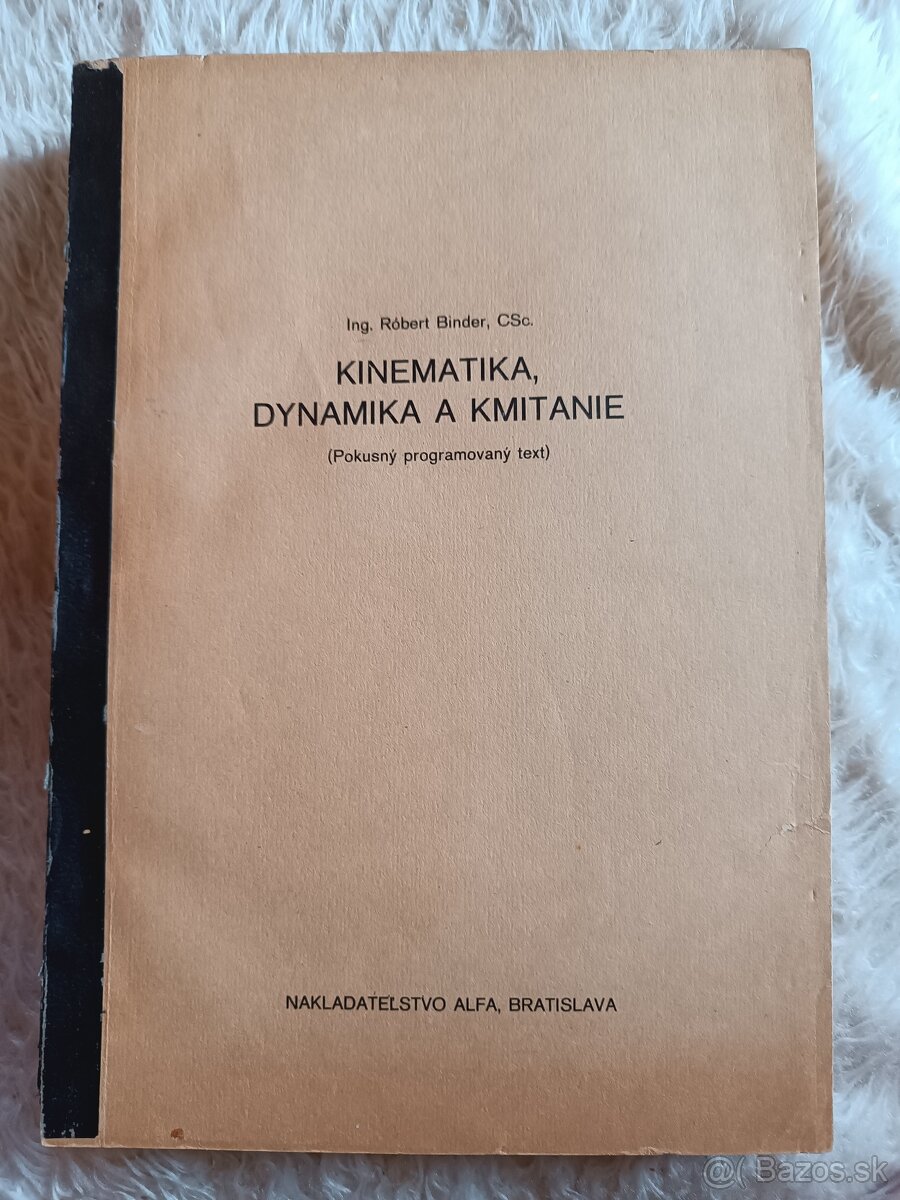 Ing. Róbert Binder, CSc.
KINEMATIKA,
DYNAMIKA A KMITANIE
(Pokusný programovaný text)
NAKLADATEĽSTVO ALFA, BRATISLAVA
@( Bazos.sk